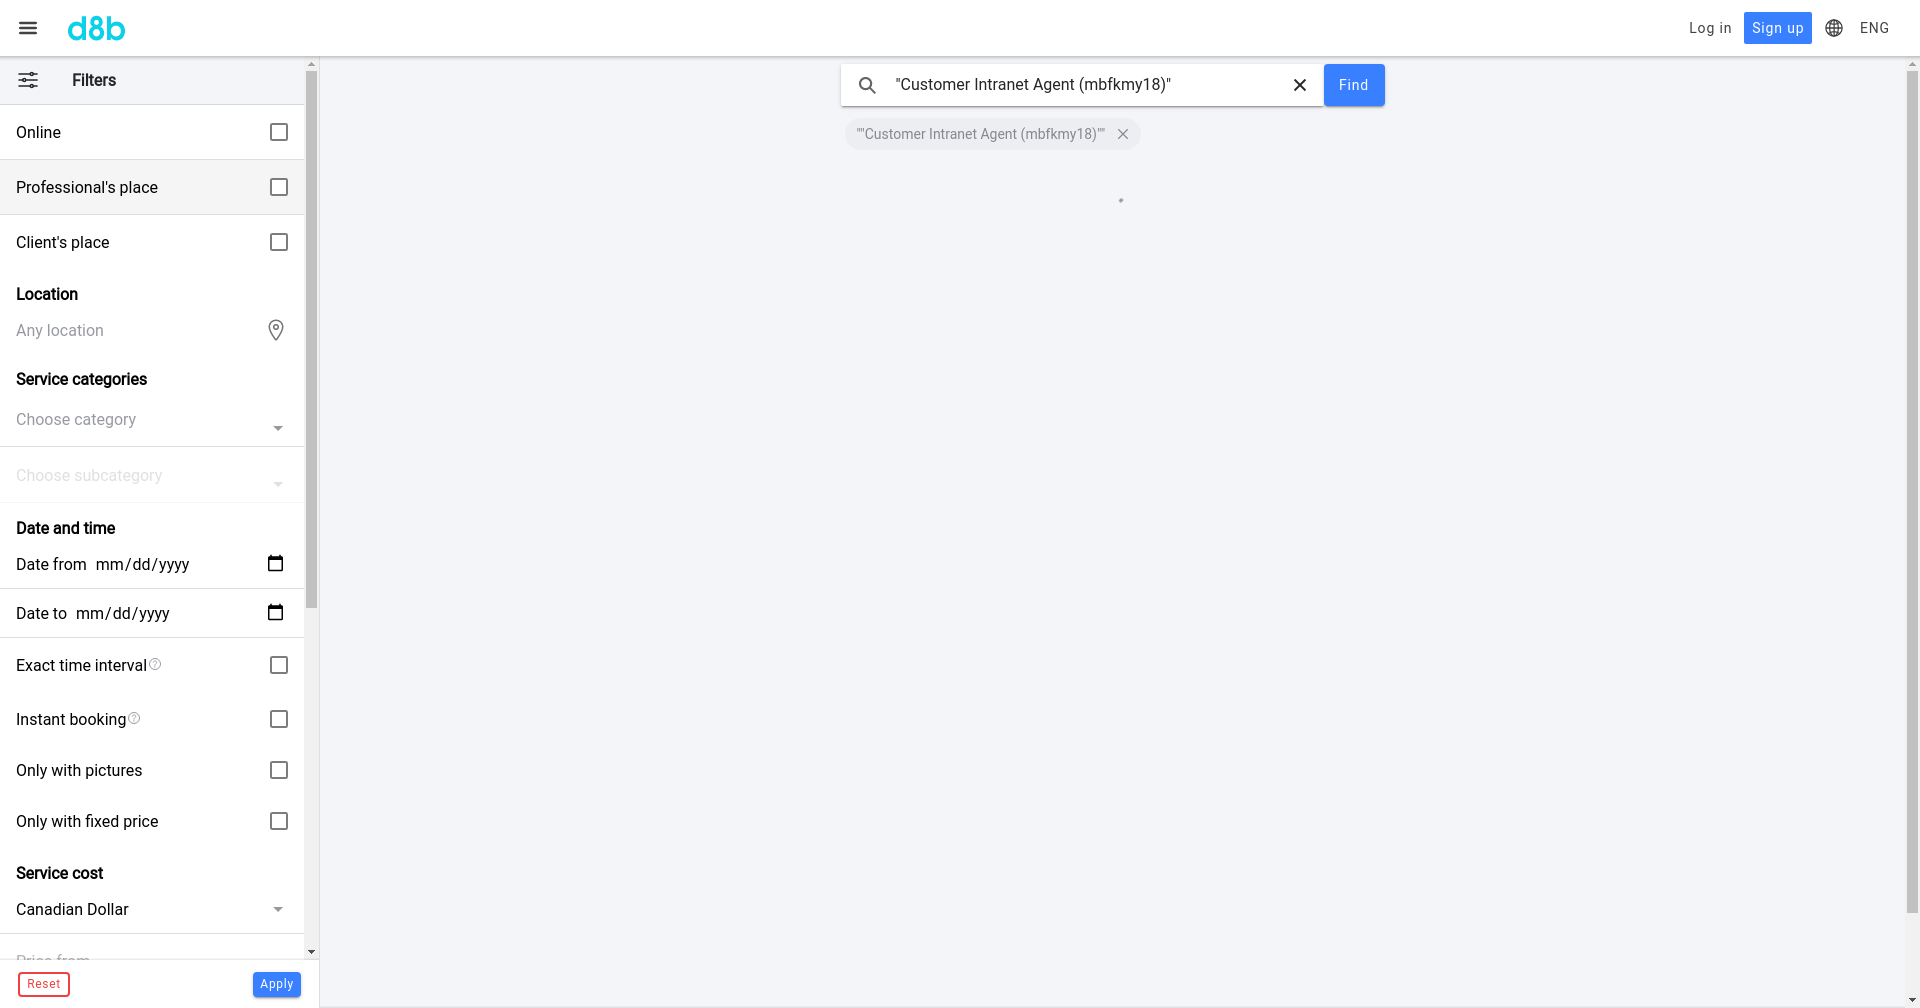 d8b
Log in
Sign up
ENG
Filters
Online
Professional's place
Client's place
Location
Any location
Service categories
Choose category
Choose subcategory
Date and time
Date from mm/dd/yyyy
Date to mm/dd/yyyy
Exact time interval ?
Instant booking ?
Only with pictures
Only with fixed price
Service cost
Canadian Dollar
Price from
Reset
Apply
"Customer Intranet Agent (mbfkmy18)"
Find
""Customer Intranet Agent (mbfkmy18)""